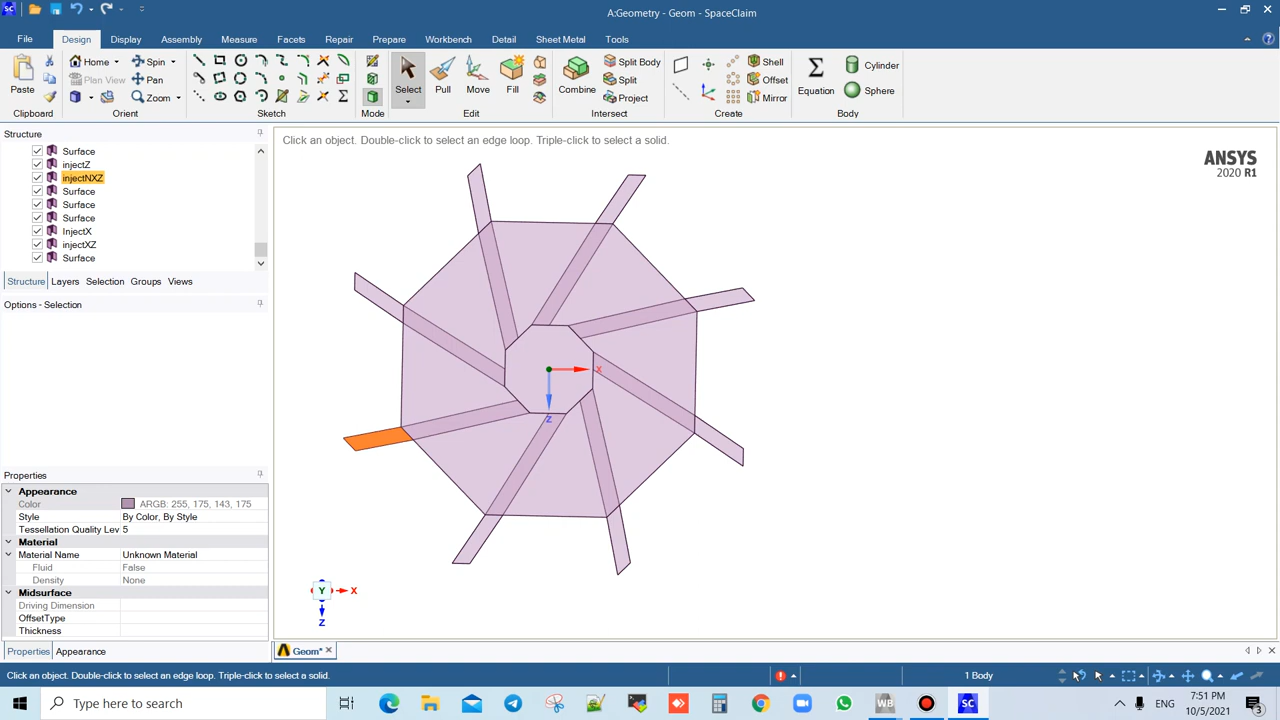 A:Geometry - Geom - SpaceClaim
File Design Display Assembly Measure Facets Repair Prepare Workbench Detail Sheet Metal Tools
Home Spin
Plan View Pan
Zoom
Paste
Select Pull Move Fill
Combine
Split Body
Split
Project
Shell
Offset
Mirror
Equation
Cylinder
Sphere
Clipboard Orient Sketch Mode Edit Intersect Create Body
Structure
Surface
injectZ
injectNXZ
Surface
Surface
Surface
InjectX
injectXZ
Surface
Structure Layers Selection Groups Views
Options - Selection
Properties
Appearance
Color ARGB: 255, 175, 143, 175
Style By Color, By Style
Tessellation Quality Lev 5
Material
Material Name Unknown Material
Fluid False
Density None
Midsurface
Driving Dimension
OffsetType
Thickness
Properties Appearance
Click an object. Double-click to select an edge loop. Triple-click to select a solid.
ANSYS
2020 R1
X
Z
Y X
Z
Geom*
Click an object. Double-click to select an edge loop. Triple-click to select a solid.
1 Body
Type here to search
WB
SC
ENG
7:51 PM
10/5/2021
3